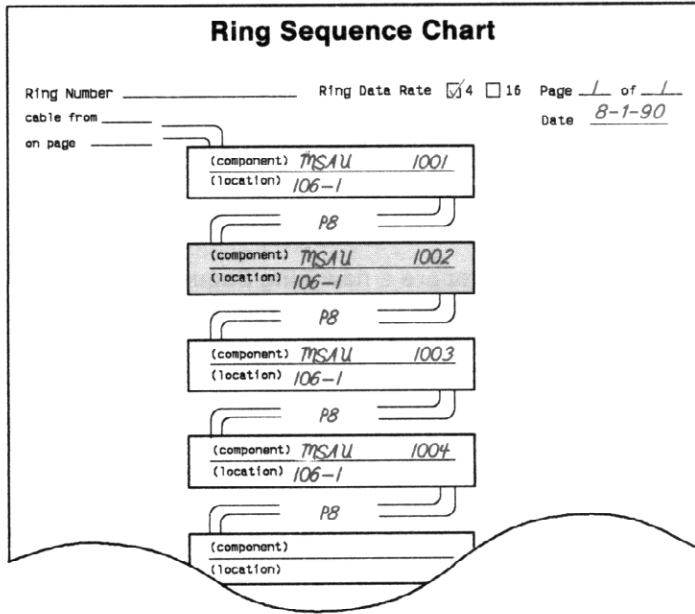 Ring Sequence Chart
Ring Number Ring Data Rate ☑ 4 ☐ 16 Page 1 of 1
cable from Date 8-1-90
on page
(component) MSAU 1001
(location) 106-1
P8
(component) MSAU 1002
(location) 106-1
P8
(component) MSAU 1003
(location) 106-1
P8
(component) MSAU 1004
(location) 106-1
P8
(component)
(location)